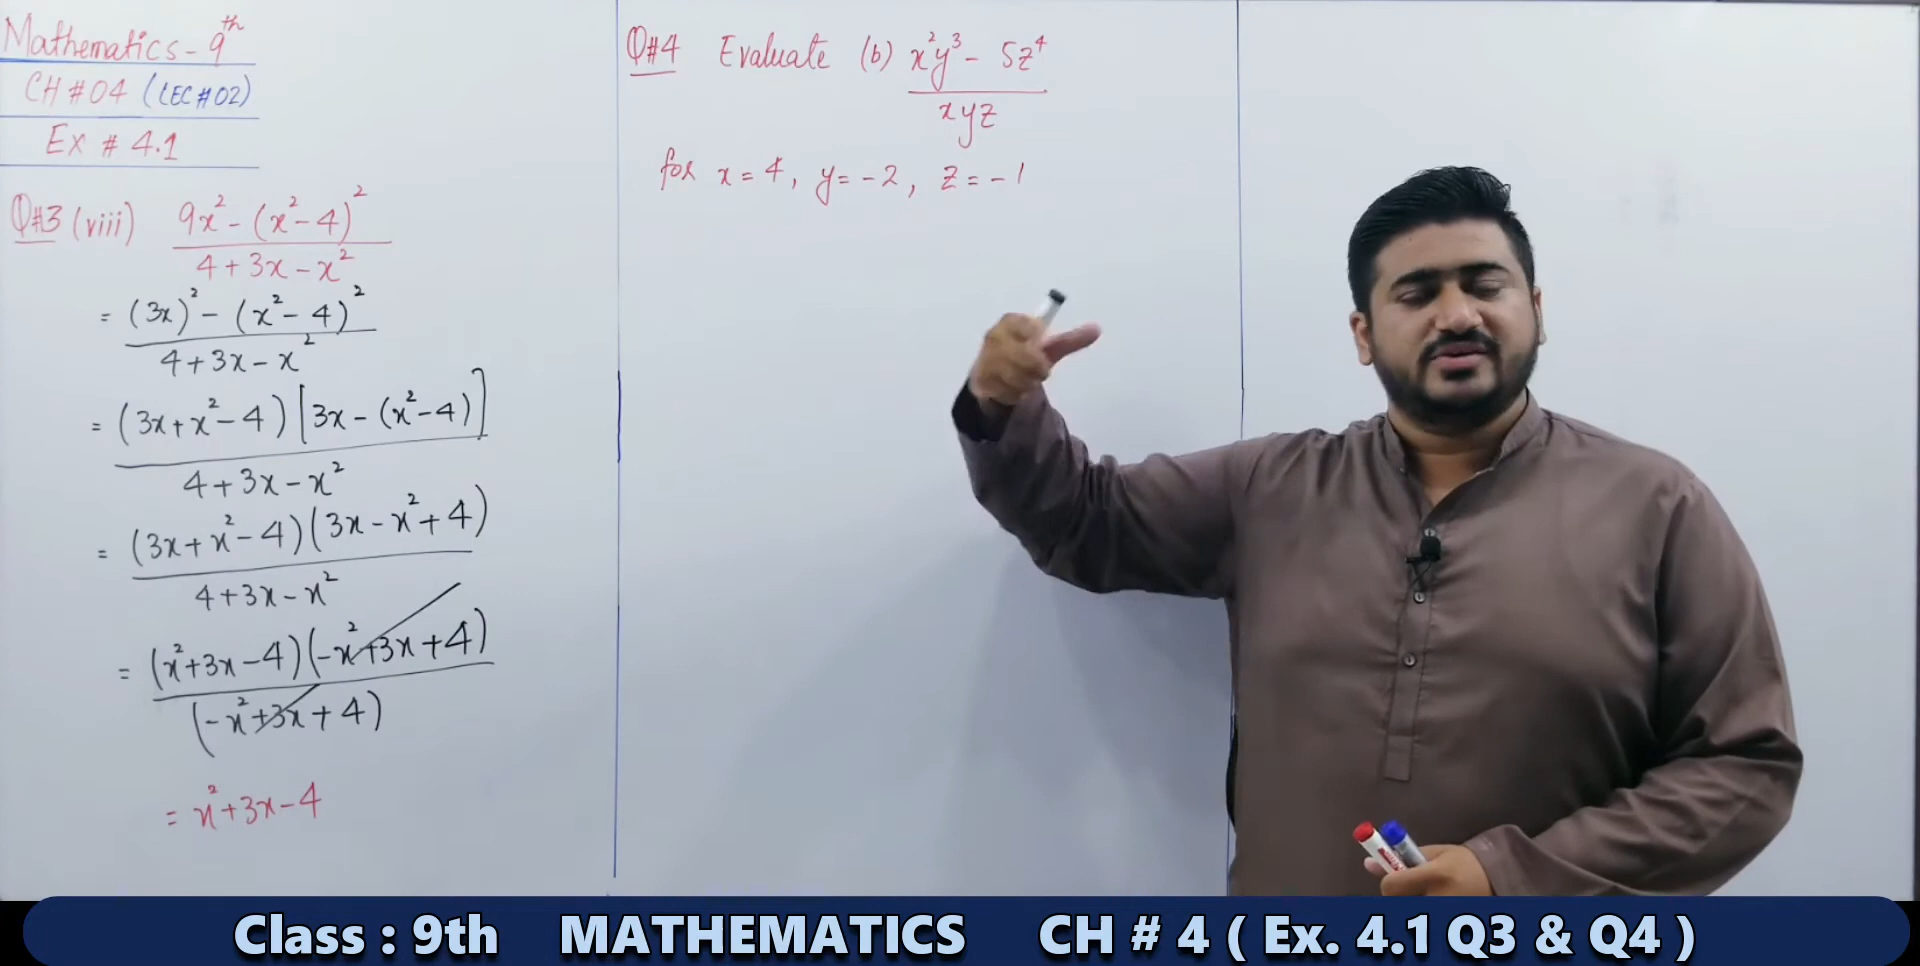 Mathematics - 9th
CH # 04 (LEC # 02)
Ex # 4.1
Q#3 (viii) 9x² - (x² - 4)²
4 + 3x - x²
= (3x)² - (x² - 4)²
4 + 3x - x²
= (3x + x² - 4) [3x - (x² - 4)]
4 + 3x - x²
= (3x + x² - 4) (3x - x² + 4)
4 + 3x - x²
= (x² + 3x - 4) (-x² + 3x + 4)
(-x² + 3x + 4)
= x² + 3x - 4
Q#4 Evaluate (b) x²y³ - 5z⁴
xyz
for x = 4, y = -2, z = -1
Class : 9th MATHEMATICS CH # 4 ( Ex. 4.1 Q3 & Q4 )